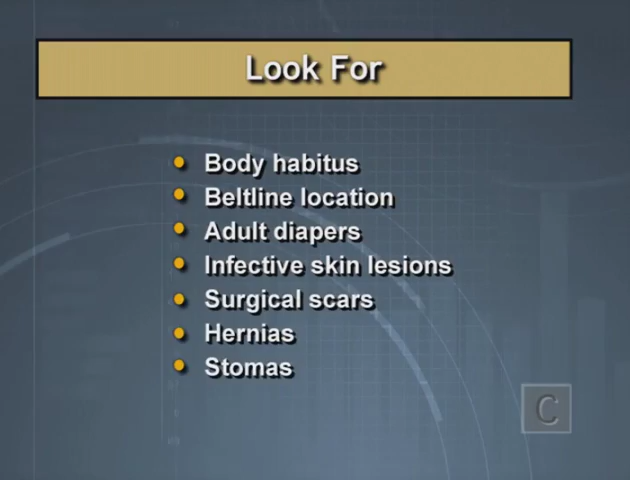 Look For
Body habitus
Beltline location
Adult diapers
Infective skin lesions
Surgical scars
Hernias
Stomas
C